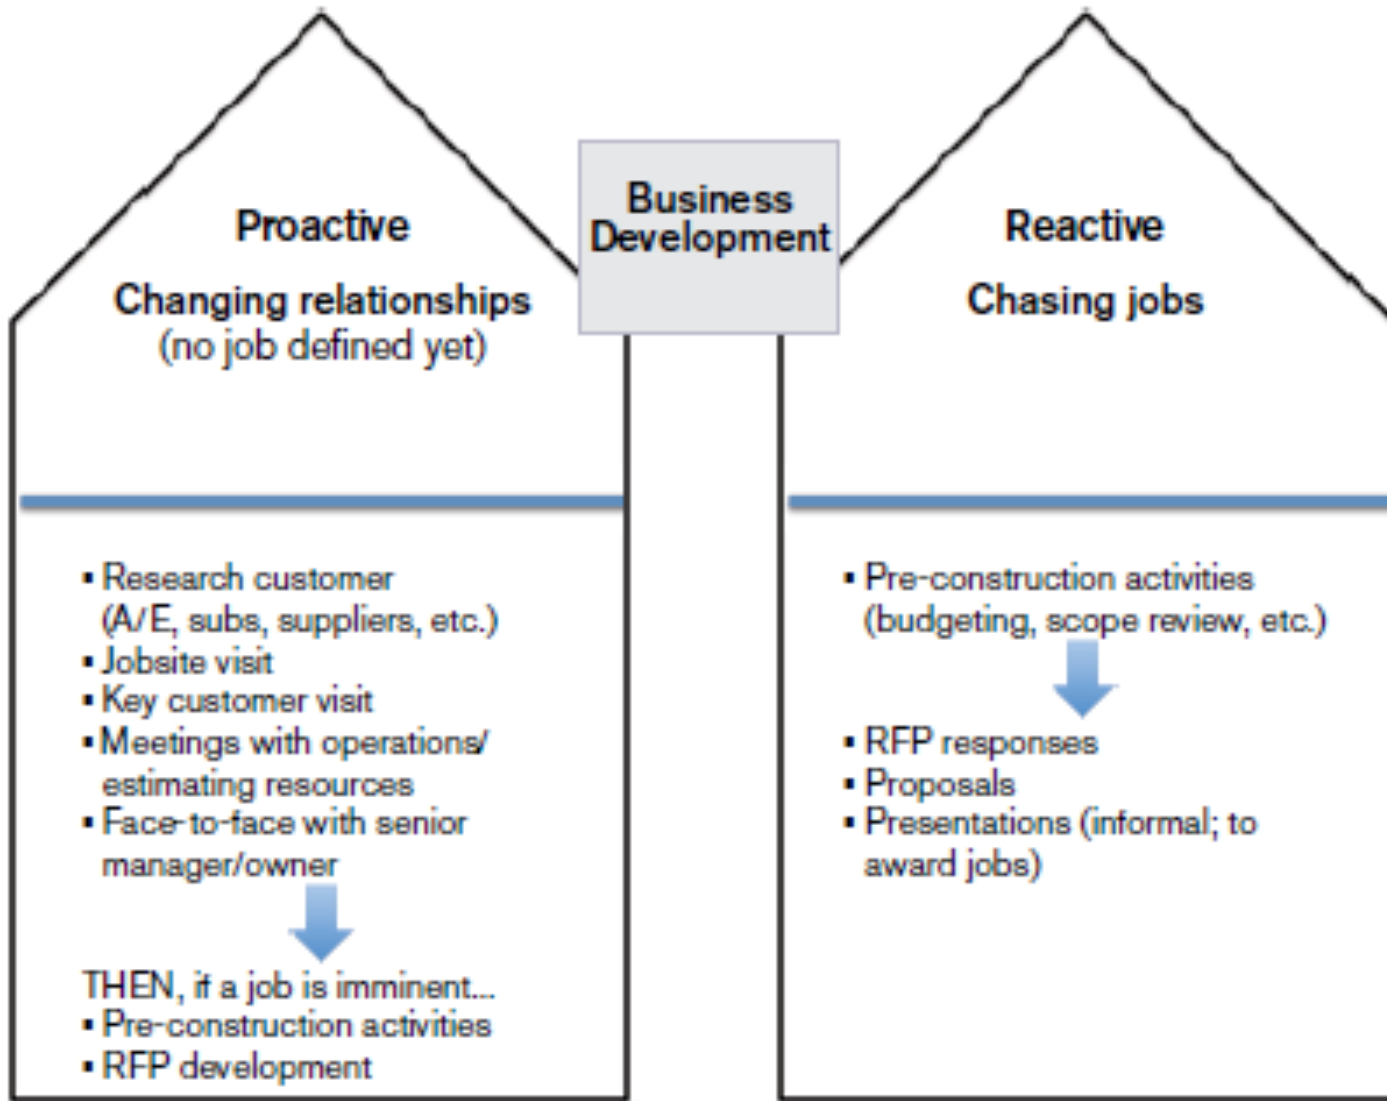 Proactive
Changing relationships
(no job defined yet)
▪ Research customer
(A/E, subs, suppliers, etc.)
▪ Jobsite visit
▪ Key customer visit
▪ Meetings with operations/
estimating resources
▪ Face-to-face with senior
manager/owner
THEN, if a job is imminent...
▪ Pre-construction activities
▪ RFP development
Business
Development
Reactive
Chasing jobs
▪ Pre-construction activities
(budgeting, scope review, etc.)
▪ RFP responses
▪ Proposals
▪ Presentations (informal; to
award jobs)